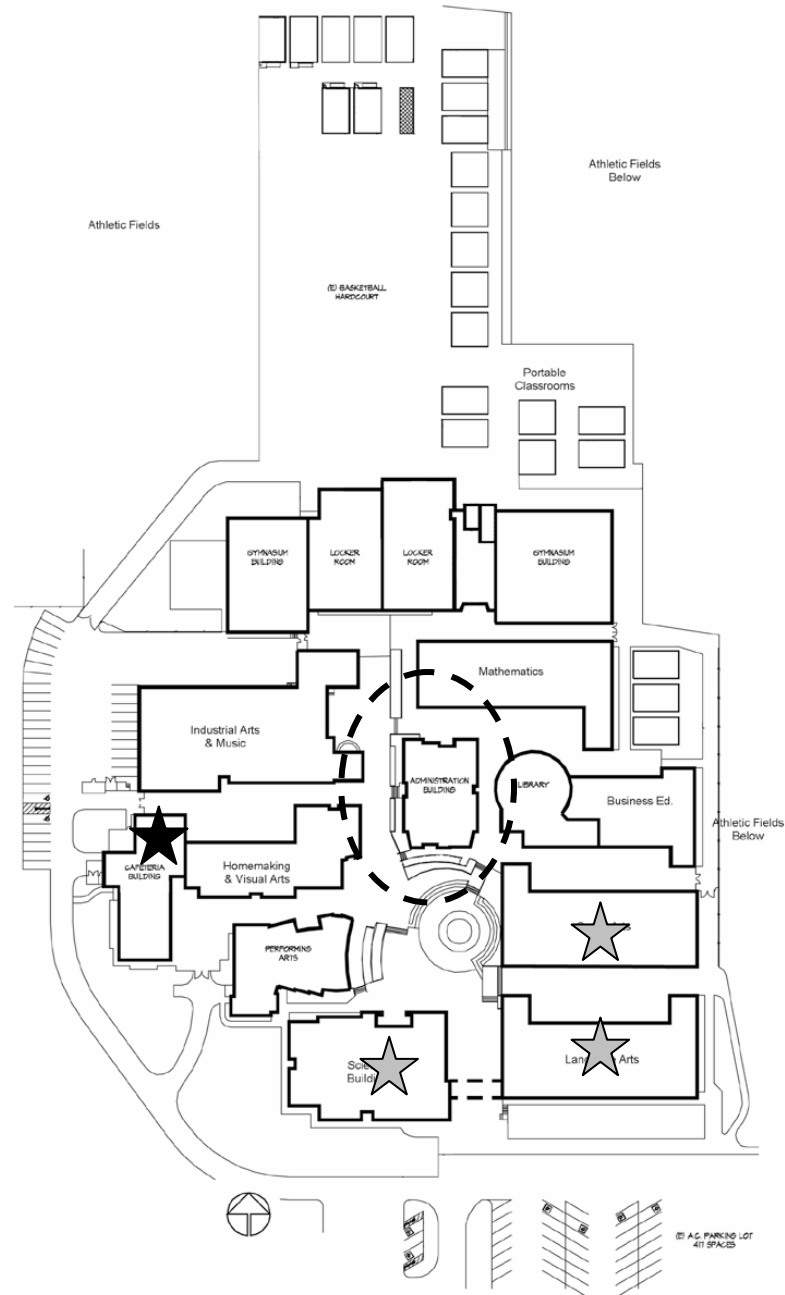 Athletic Fields
Below
Athletic Fields
(E) BASKETBALL
HARDCOURT
Portable
Classrooms
GYMNASIUM
BUILDING
LOCKER
ROOM
LOCKER
ROOM
GYMNASIUM
BUILDING
Mathematics
Industrial Arts
& Music
ADMINISTRATION
BUILDING
LIBRARY
Business Ed.
Athletic Fields
Below
CAFETERIA
BUILDING
Homemaking
& Visual Arts
PERFORMING
ARTS
Arts
(E) A.C. PARKING LOT
417 SPACES